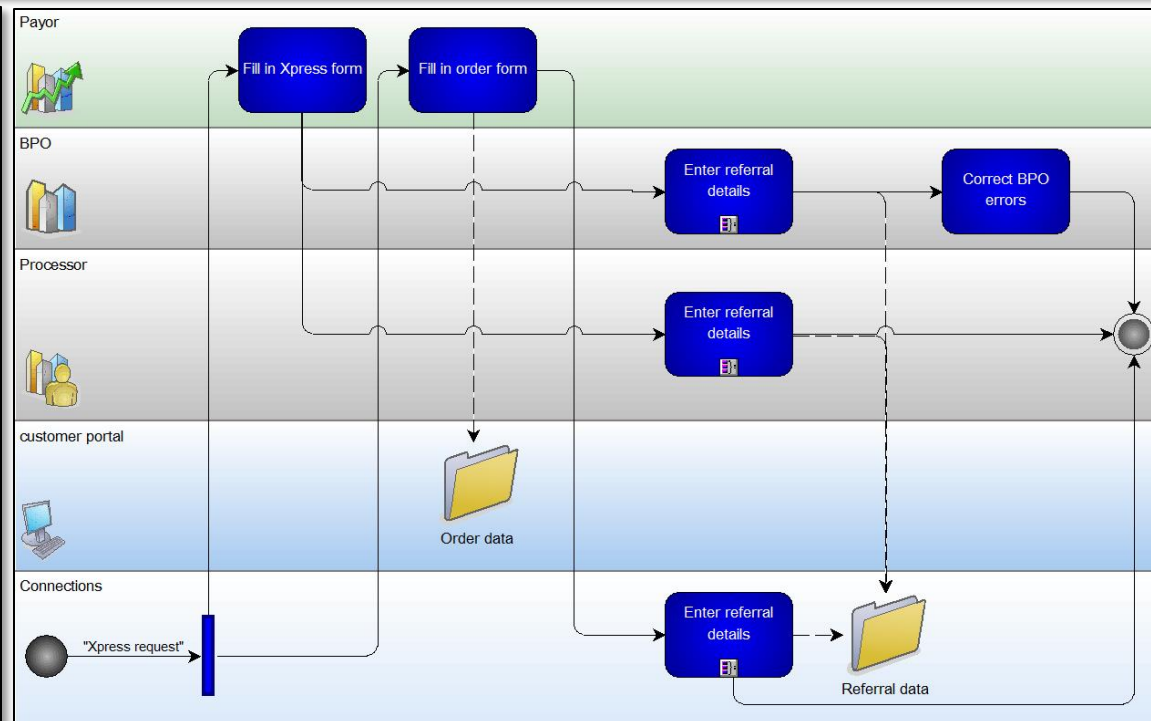 Payor
Fill in Xpress form
Fill in order form
BPO
Enter referral
details
Correct BPO
errors
Processor
Enter referral
details
customer portal
Order data
Connections
"Xpress request"
Enter referral
details
Referral data